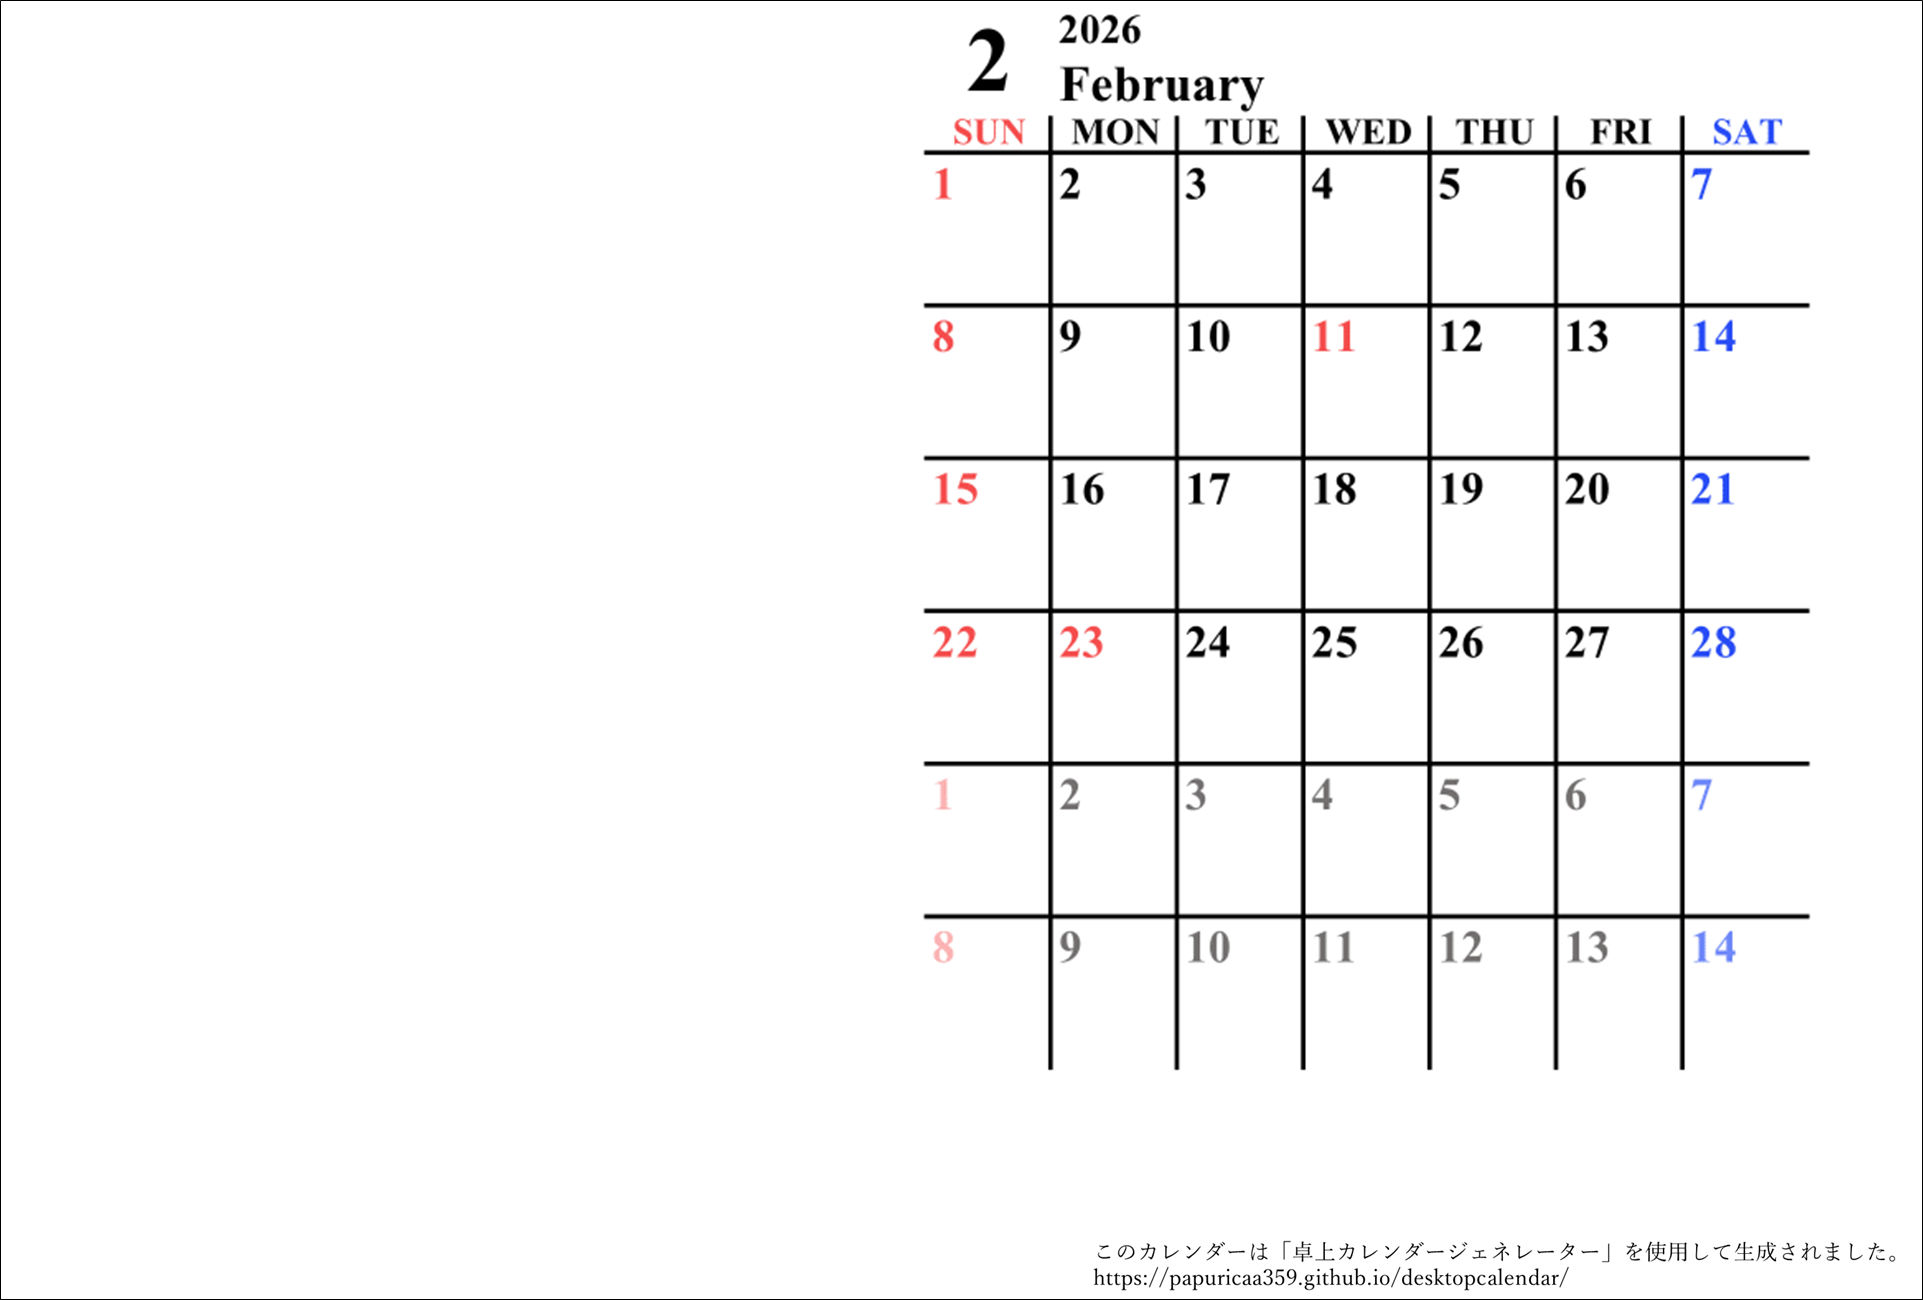 2
2026
February
SUN MON TUE WED THU FRI SAT
1 2 3 4 5 6 7
8 9 10 11 12 13 14
15 16 17 18 19 20 21
22 23 24 25 26 27 28
1 2 3 4 5 6 7
8 9 10 11 12 13 14
このカレンダーは「卓上カレンダージェネレーター」を使用して生成されました。
https://papuricaa359.github.io/desktopcalendar/